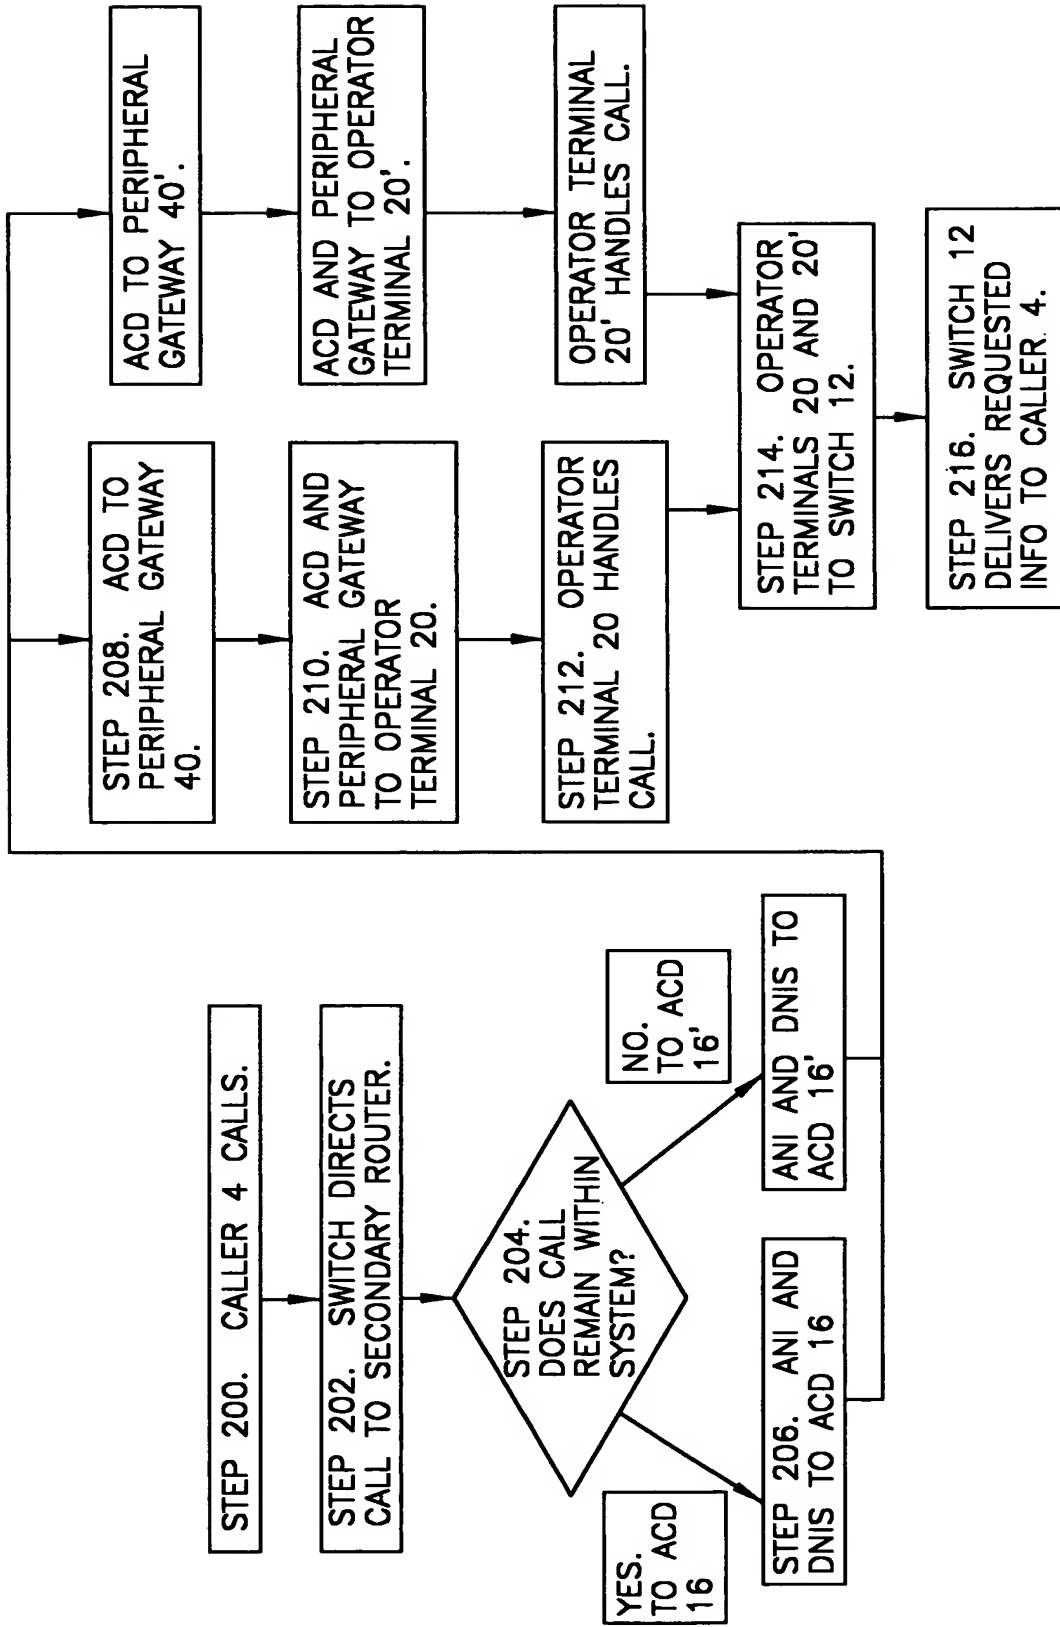 STEP 200. CALLER 4 CALLS.
STEP 202. SWITCH DIRECTS
CALL TO SECONDARY ROUTER.
STEP 204.
DOES CALL
REMAIN WITHIN
SYSTEM?
YES.
TO ACD
16
NO.
TO ACD
16'
STEP 206. ANI AND
DNIS TO ACD 16
ANI AND DNIS TO
ACD 16'
STEP 208. ACD TO
PERIPHERAL GATEWAY
40.
ACD TO PERIPHERAL
GATEWAY 40'.
STEP 210. ACD AND
PERIPHERAL GATEWAY
TO OPERATOR
TERMINAL 20.
ACD AND PERIPHERAL
GATEWAY TO OPERATOR
TERMINAL 20'.
STEP 212. OPERATOR
TERMINAL 20 HANDLES
CALL.
OPERATOR TERMINAL
20' HANDLES CALL.
STEP 214. OPERATOR
TERMINALS 20 AND 20'
TO SWITCH 12.
STEP 216. SWITCH 12
DELIVERS REQUESTED
INFO TO CALLER 4.